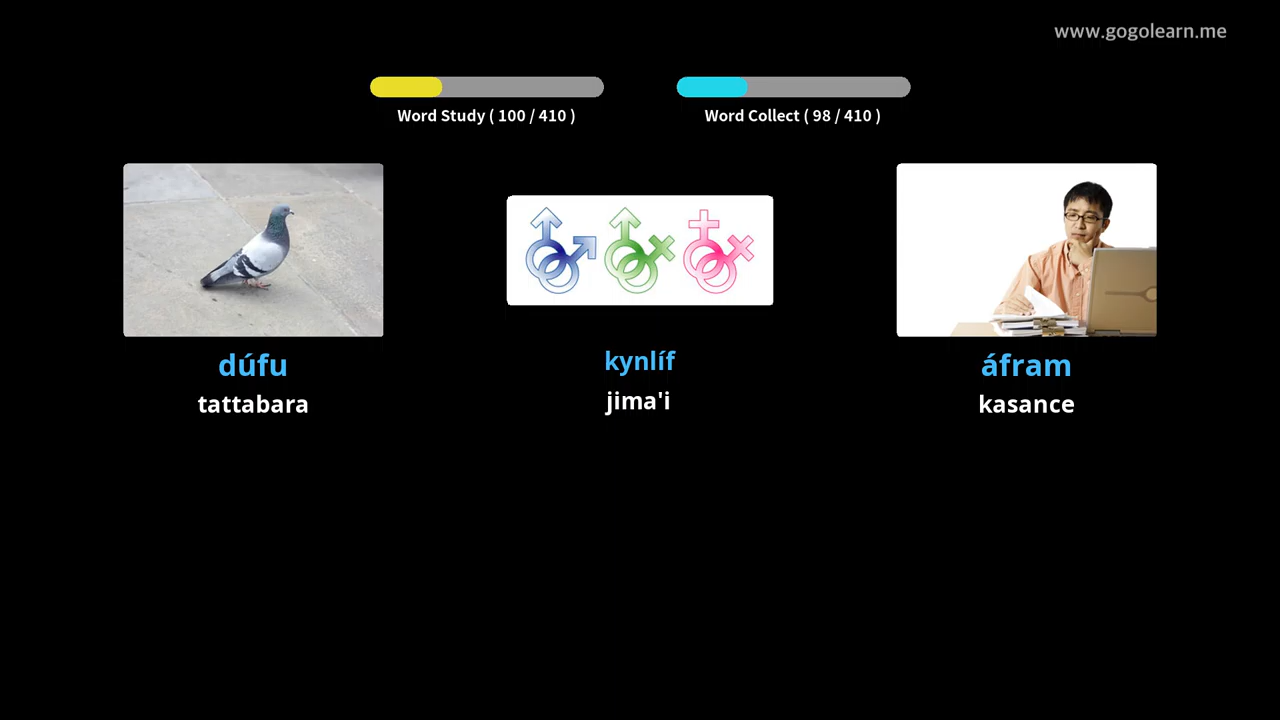 www.gogolearn.me
Word Study ( 100 / 410 )
Word Collect ( 98 / 410 )
dúfu
tattabara
kynlíf
jima'i
áfram
kasance